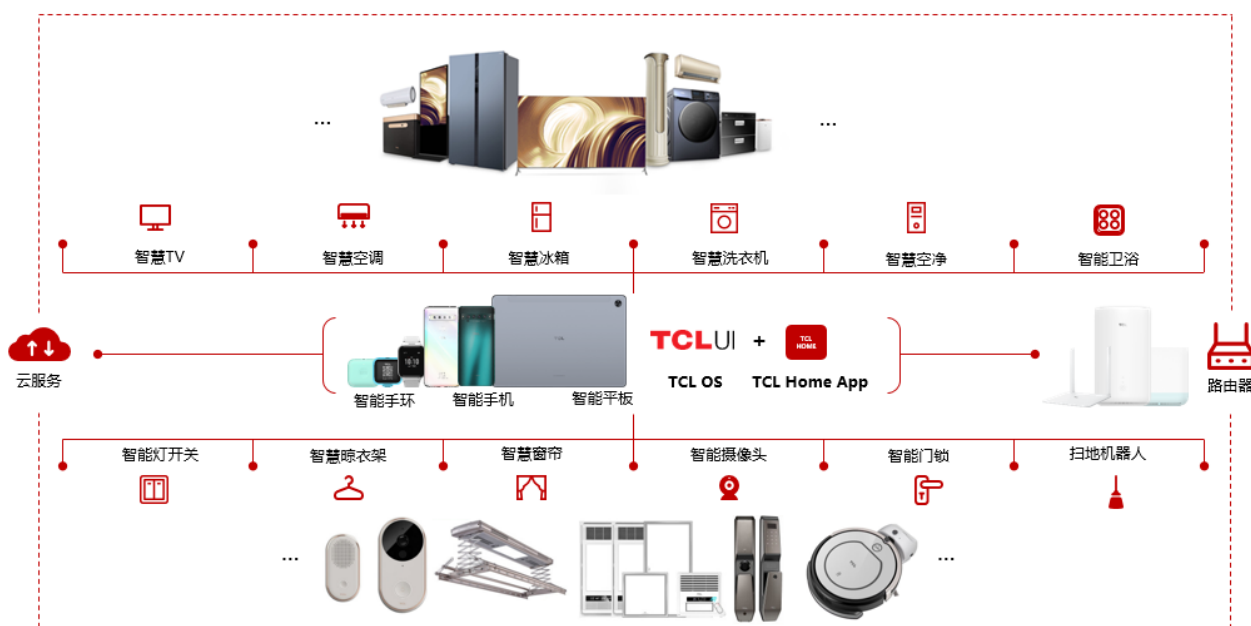 ...
...
智慧TV
智慧空调
智慧冰箱
智慧洗衣机
智慧空净
智能卫浴
云服务
智能手环
智能手机
智能平板
TCLUI +
TCL HOME
TCL OS
TCL Home App
TCL
路由器
智能灯开关
智慧晾衣架
智慧窗帘
智能摄像头
智能门锁
扫地机器人
...
...